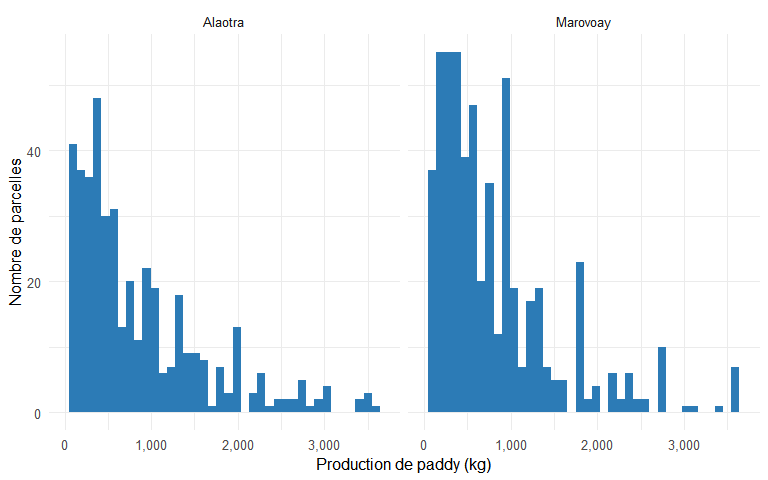 Alaotra
Marovoay
Nombre de parcelles
40
20
0
0
1,000
2,000
3,000
0
1,000
2,000
3,000
Production de paddy (kg)